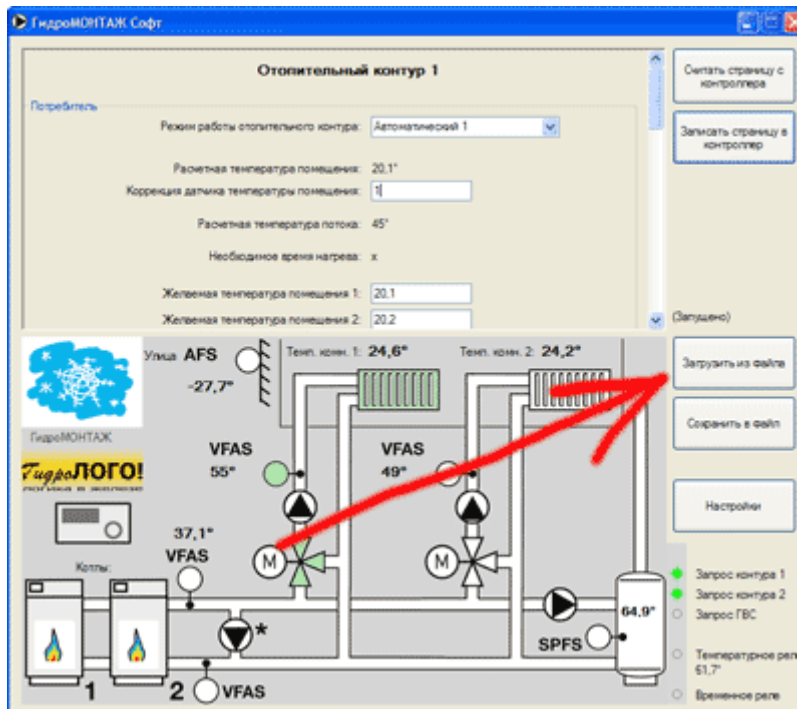 ГидроМОНТАЖ Софт
Отопительный контур 1
Потребитель
Режим работы отопительного контура: Автоматический 1
Расчетная температура помещения: 20,1°
Коррекция датчика температуры помещения: 1
Расчетная температура потока: 45°
Необходимое время нагрева: x
Желаемая температура помещения 1: 20.1
Желаемая температура помещения 2: 20.2
Считать страницу с
контроллера
Записать страницу в
контроллер
(Запущено)
Загрузить из файла
Сохранить в файл
Настройки
Улица AFS
-27,7°
Темп. комн. 1: 24,6°
Темп. комн. 2: 24,2°
ГидроМОНТАЖ
ГидроЛОГО!
логика в железе
VFAS
55°
VFAS
49°
37,1°
VFAS
M
M
Котлы:
*
1
2
VFAS
SPFS
64,9°
Запрос контура 1
Запрос контура 2
Запрос ГВС
Температурное рел
61,7°
Временное реле